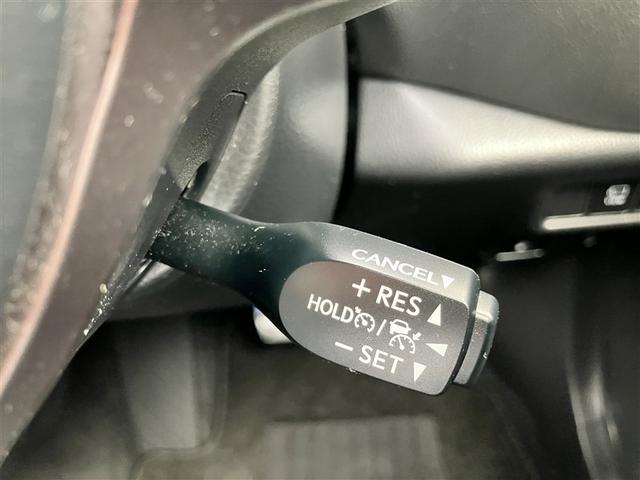 CANCEL▼
+RES▲
HOLD / ◀
−SET▼